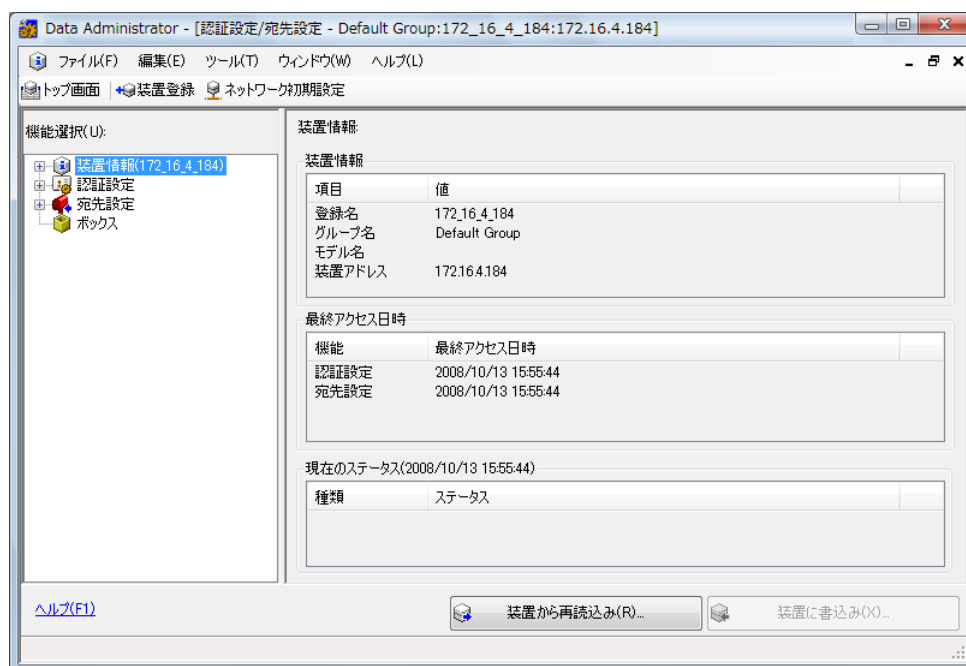 Data Administrator - [認証設定/宛先設定 - Default Group:172_16_4_184:172.16.4.184]
ファイル(F) 編集(E) ツール(T) ウィンドウ(W) ヘルプ(L)
トップ画面 装置登録 ネットワーク初期設定
機能選択(U):
装置情報(172_16_4_184)
認証設定
宛先設定
ボックス
装置情報:
装置情報
項目 値
登録名 172_16_4_184
グループ名 Default Group
モデル名
装置アドレス 172.16.4.184
最終アクセス日時
機能 最終アクセス日時
認証設定 2008/10/13 15:55:44
宛先設定 2008/10/13 15:55:44
現在のステータス(2008/10/13 15:55:44)
種類 ステータス
ヘルプ(F1)
装置から再読込み(R)... 装置に書込み(X)...